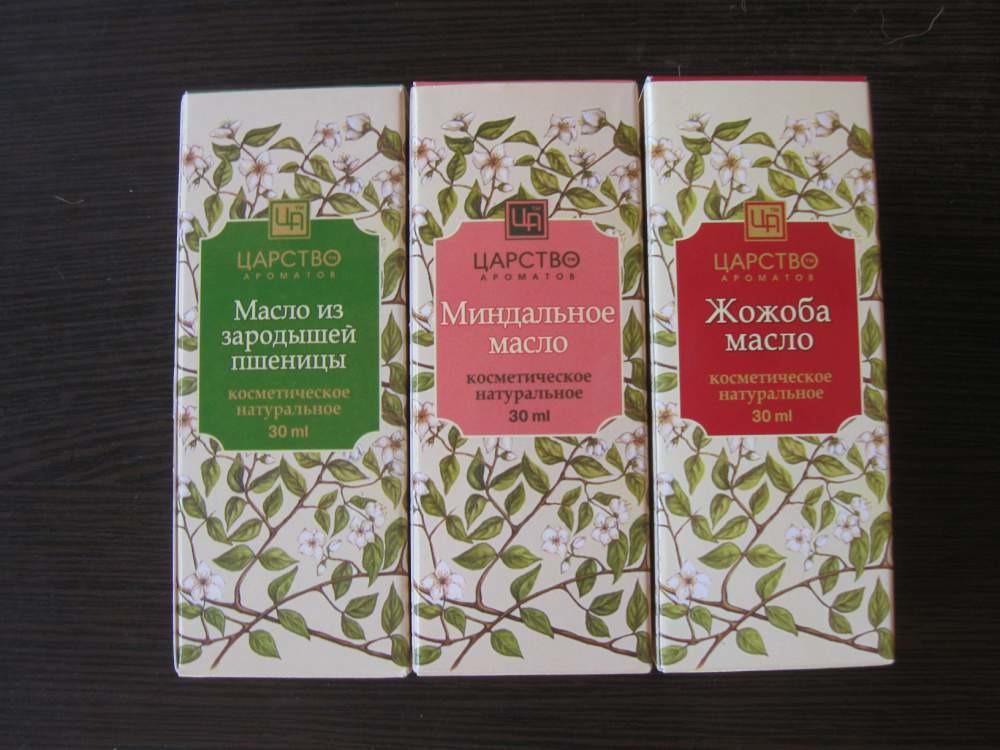 ЦА
ЦАРСТВО
АРОМАТОВ
Масло из
зародышей
пшеницы
косметическое
натуральное
30 ml
ЦА
ЦАРСТВО
АРОМАТОВ
Миндальное
масло
косметическое
натуральное
30 ml
ЦА
ЦАРСТВО
АРОМАТОВ
Жожоба
масло
косметическое
натуральное
30 ml